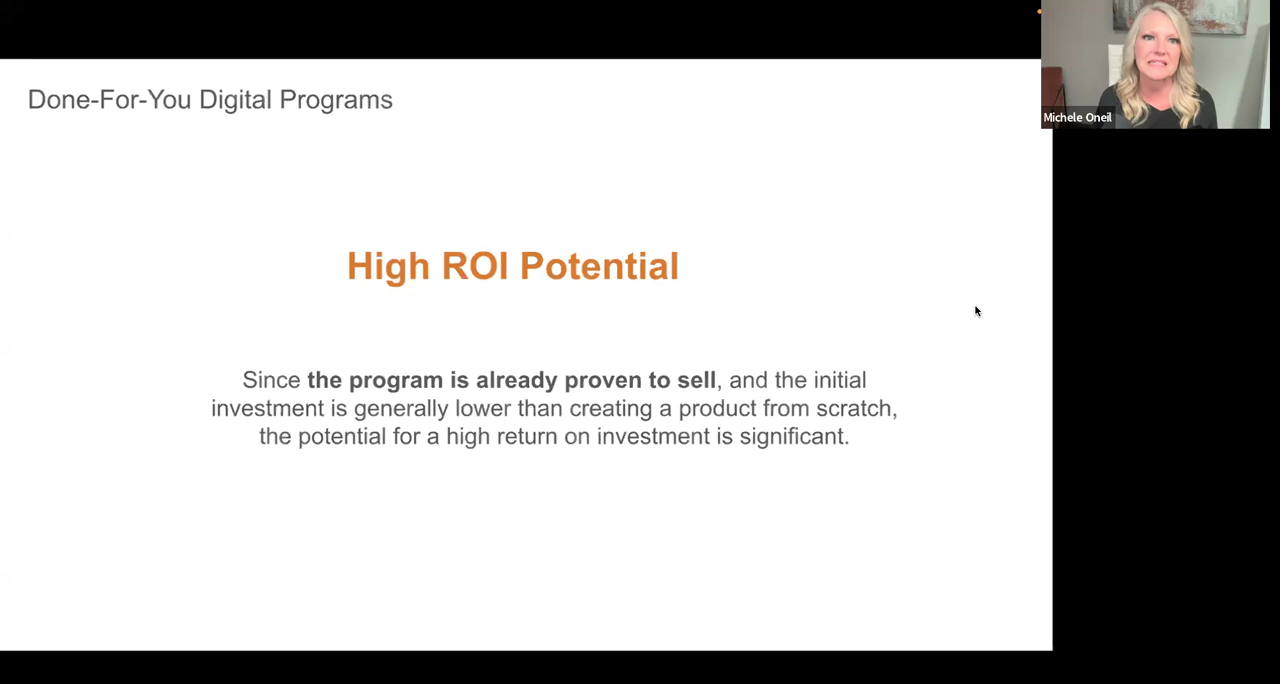 Done-For-You Digital Programs
Michele Oneil
High ROI Potential
Since the program is already proven to sell, and the initial
investment is generally lower than creating a product from scratch,
the potential for a high return on investment is significant.